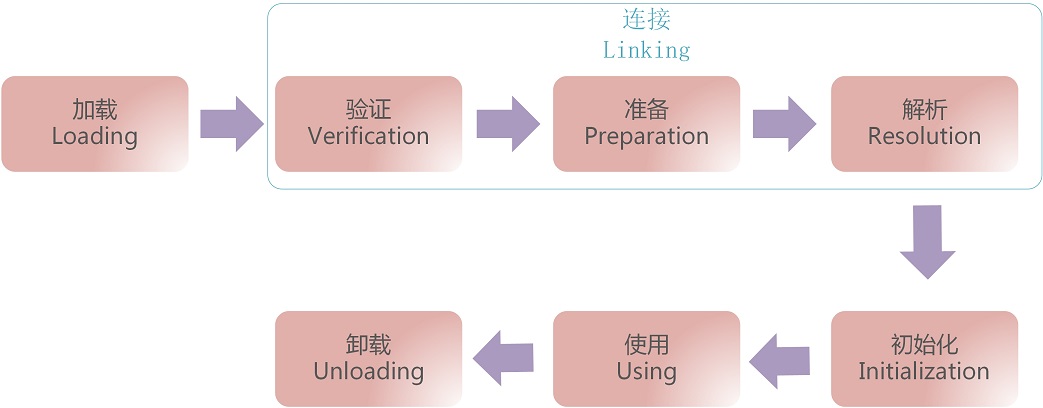 连接
Linking
加载
Loading
验证
Verification
准备
Preparation
解析
Resolution
初始化
Initialization
使用
Using
卸载
Unloading